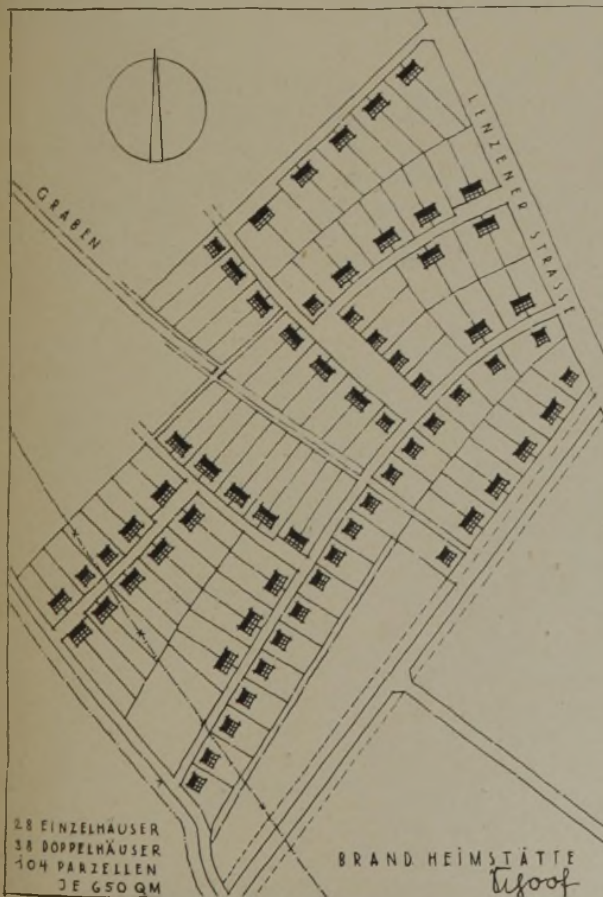 GRABEN
LENZENER STRASSE
28 EINZELHÄUSER
38 DOPPELHÄUSER
104 PARZELLEN
JE 650 QM
BRAND HEIMSTÄTTE